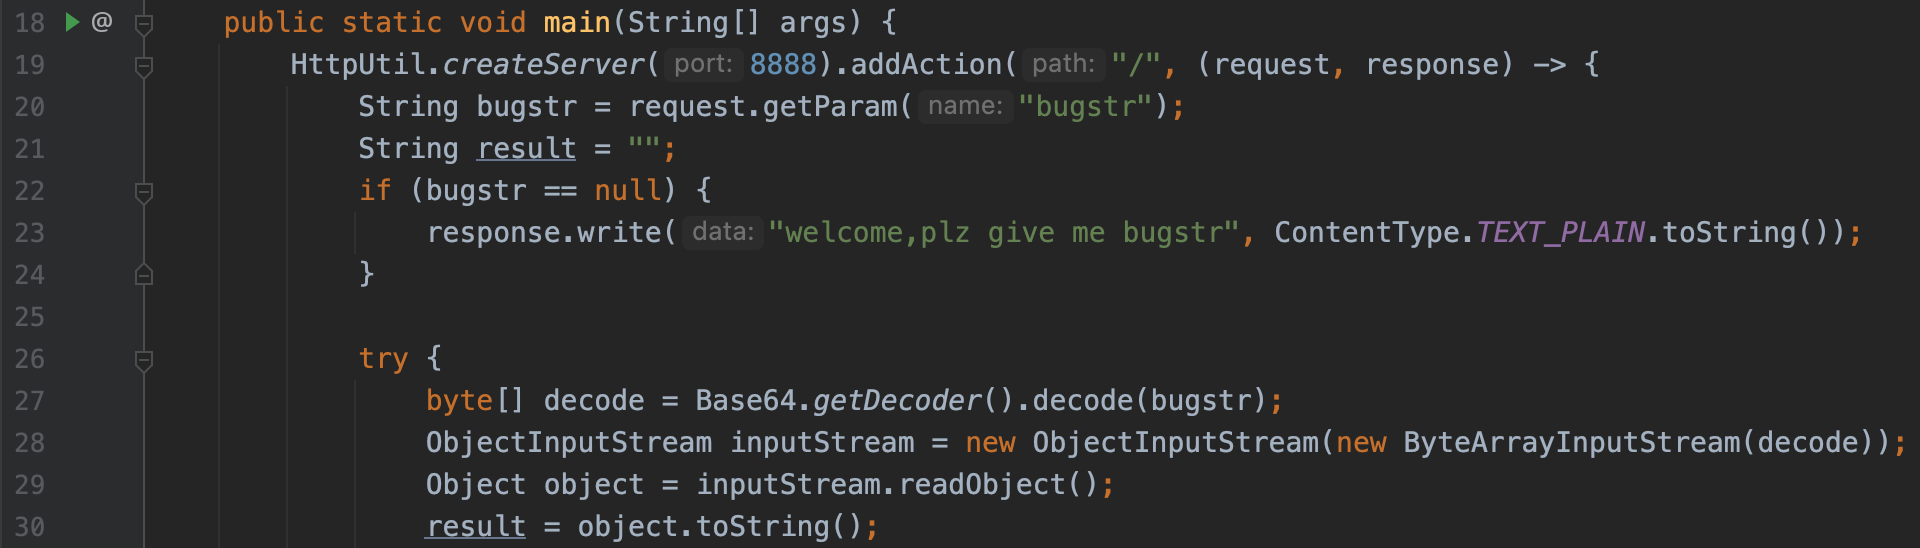 18 @ public static void main(String[] args) {
19 HttpUtil.createServer( port: 8888).addAction( path: "/", (request, response) -> {
20 String bugstr = request.getParam( name: "bugstr");
21 String result = "";
22 if (bugstr == null) {
23 response.write( data: "welcome,plz give me bugstr", ContentType.TEXT_PLAIN.toString());
24 }
25
26 try {
27 byte[] decode = Base64.getDecoder().decode(bugstr);
28 ObjectInputStream inputStream = new ObjectInputStream(new ByteArrayInputStream(decode));
29 Object object = inputStream.readObject();
30 result = object.toString();